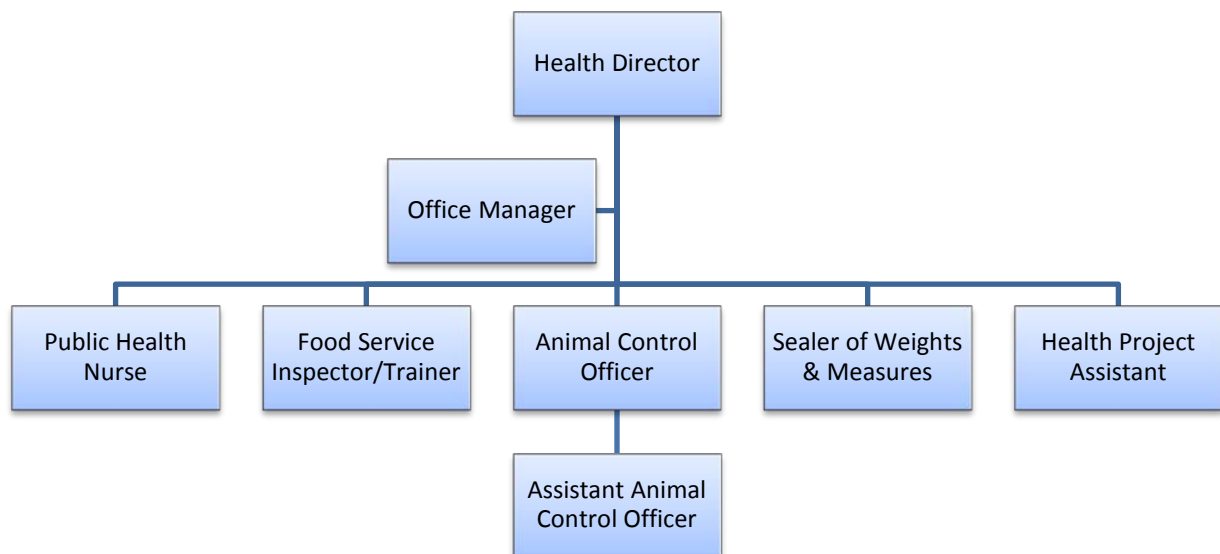 Health Director
Office Manager
Public Health
Nurse
Food Service
Inspector/Trainer
Animal Control
Officer
Sealer of Weights
& Measures
Health Project
Assistant
Assistant Animal
Control Officer